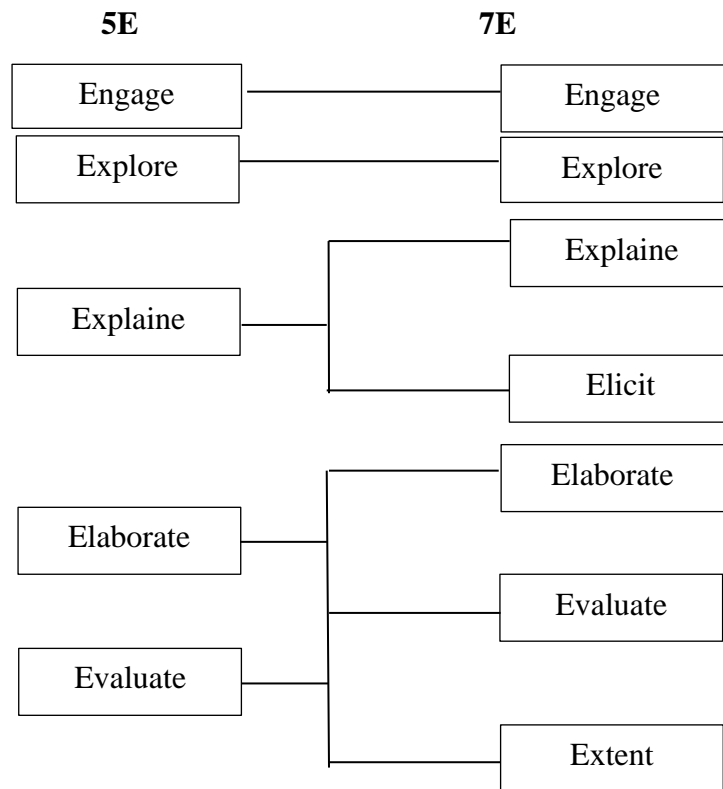 5E 7E
Engage Engage
Explore Explore
Explaine
Explaine
Elicit
Elaborate
Elaborate
Evaluate
Evaluate
Extent